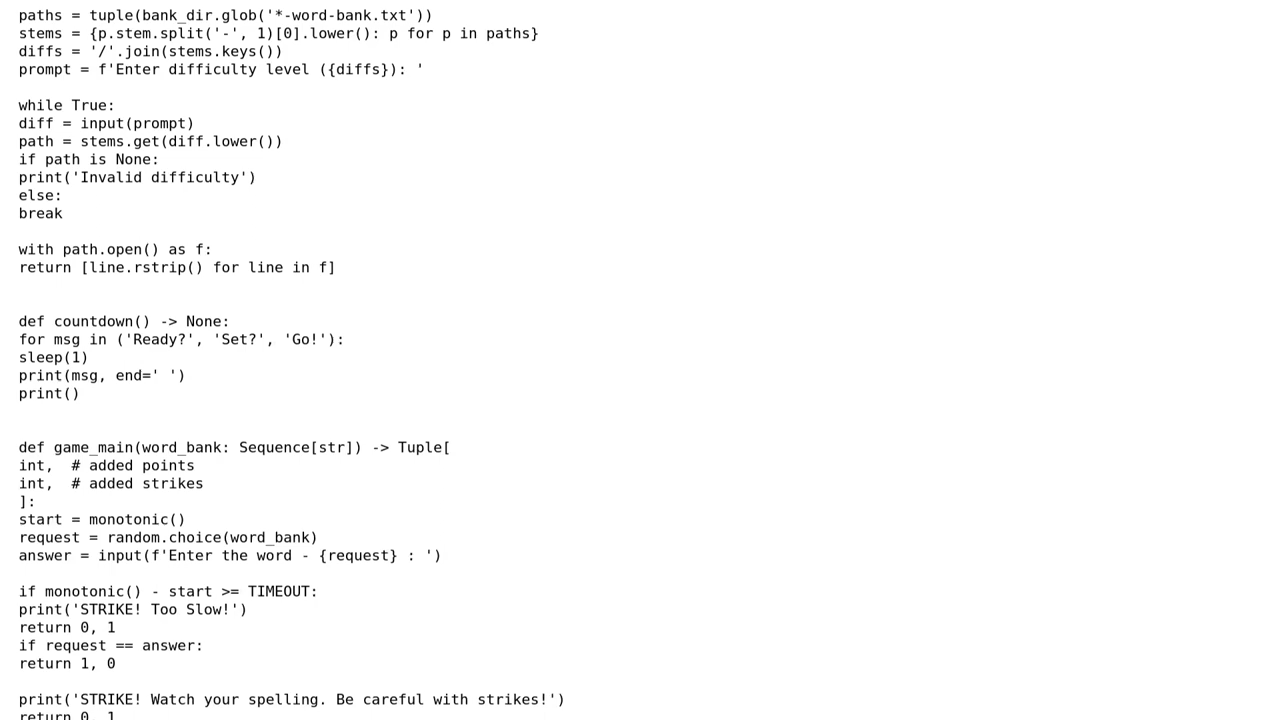 paths = tuple(bank_dir.glob('*-word-bank.txt'))
stems = {p.stem.split('-', 1)[0].lower(): p for p in paths}
diffs = '/'.join(stems.keys())
prompt = f'Enter difficulty level ({diffs}): '

while True:
diff = input(prompt)
path = stems.get(diff.lower())
if path is None:
print('Invalid difficulty')
else:
break

with path.open() as f:
return [line.rstrip() for line in f]


def countdown() -> None:
for msg in ('Ready?', 'Set?', 'Go!'):
sleep(1)
print(msg, end=' ')
print()


def game_main(word_bank: Sequence[str]) -> Tuple[
int,  # added points
int,  # added strikes
]:
start = monotonic()
request = random.choice(word_bank)
answer = input(f'Enter the word - {request} : ')

if monotonic() - start >= TIMEOUT:
print('STRIKE! Too Slow!')
return 0, 1
if request == answer:
return 1, 0

print('STRIKE! Watch your spelling. Be careful with strikes!')
return 0, 1